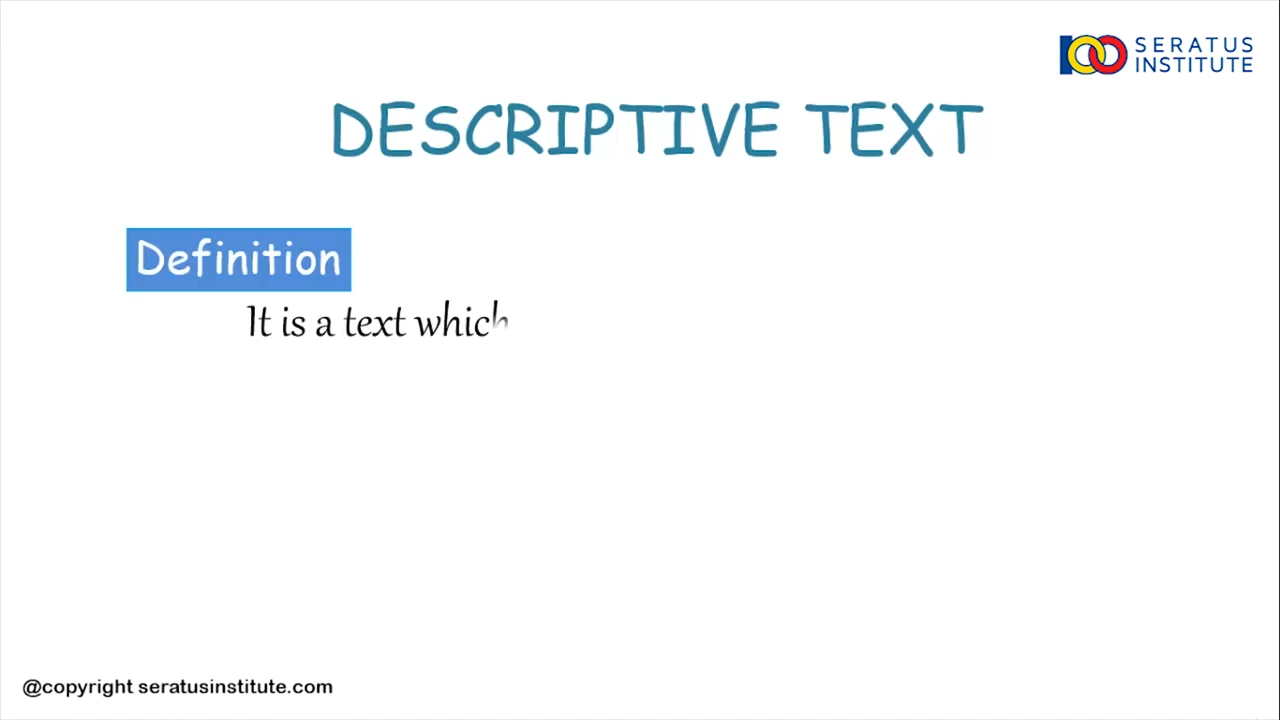 SERATUS
INSTITUTE
DESCRIPTIVE TEXT
Definition
It is a text which
@copyright seratusinstitute.com